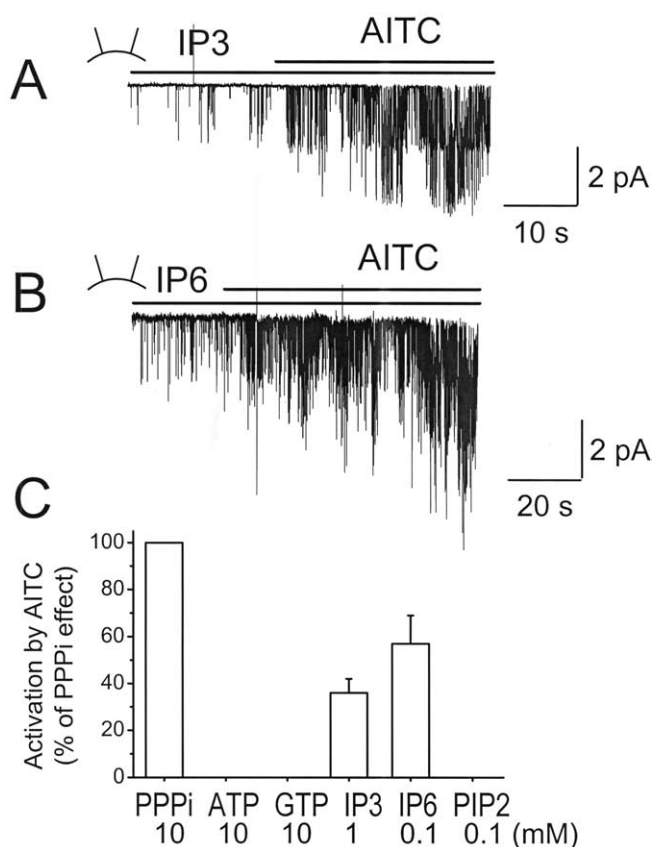 A
IP3
AITC
2 pA
10 s
B
IP6
AITC
2 pA
20 s
C
Activation by AITC
(% of PPPi effect)
100
80
60
40
20
0
PPPi ATP GTP IP3 IP6 PIP2
10 10 10 1 0.1 0.1 (mM)